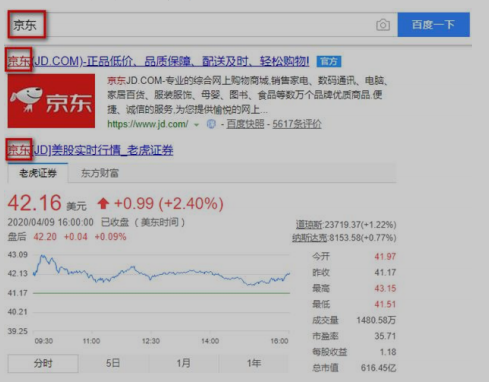 京东
百度一下
京东(JD.COM)-正品低价、品质保障、配送及时、轻松购物! 官方
京东
京东JD.COM-专业的综合网上购物商城,销售家电、数码通讯、电脑、
家居百货、服装服饰、母婴、图书、食品等数万个品牌优质商品.便
捷、诚信的服务,为您提供愉悦的网上...
https://www.jd.com/ - 百度快照 - 5617条评价
京东[JD]美股实时行情_老虎证券
老虎证券 东方财富
42.16 美元 +0.99 (+2.40%)
2020/04/09 16:00:00 已收盘 (美东时间)
盘后 42.20 +0.04 +0.09%
道琼斯:23719.37(+1.22%)
纳斯达克:8153.58(+0.77%)
43.09
42.13
41.17
40.21
39.25
09:30 11:00 12:30 14:00 16:00
分时 5日 1月 1年
今开 41.97
昨收 41.17
最高 43.15
最低 41.51
成交量 1480.58万
市盈率 35.71
每股收益 1.18
总市值 616.45亿